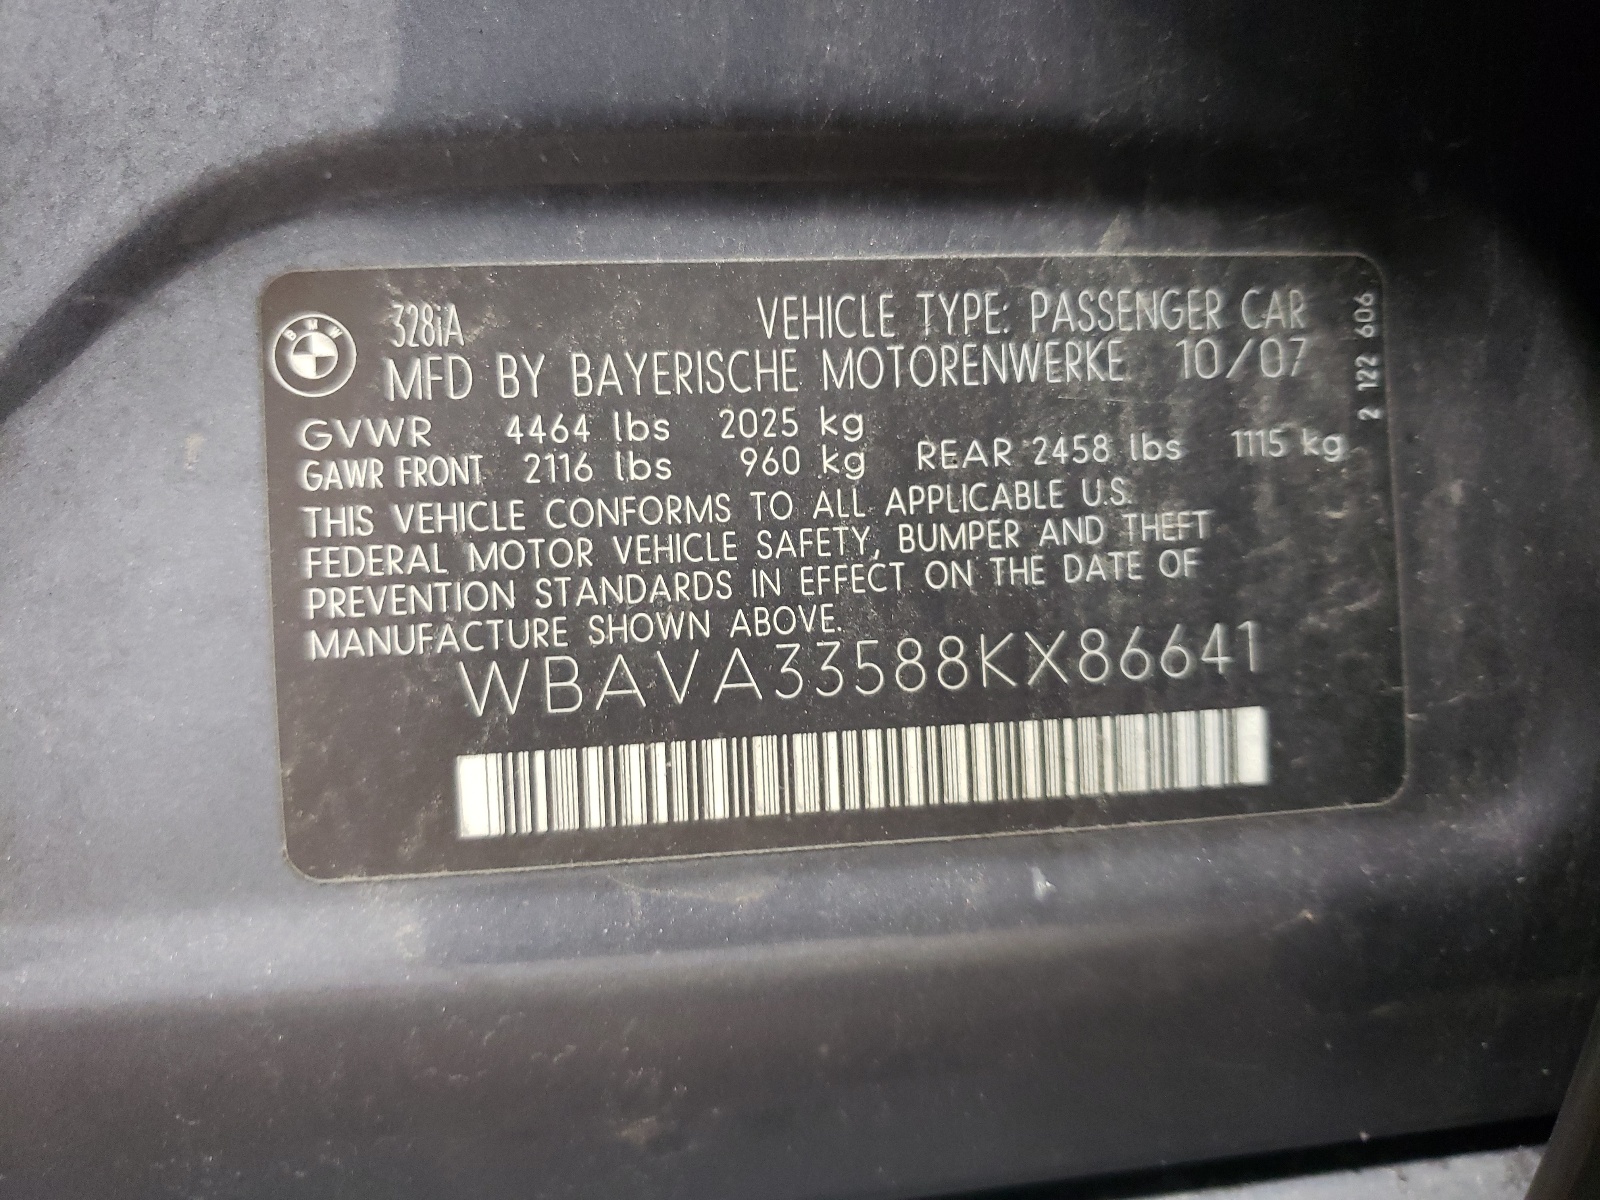 BMW
328iA VEHICLE TYPE: PASSENGER CAR
MFD BY BAYERISCHE MOTORENWERKE 10/07
GVWR 4464 lbs 2025 kg
GAWR FRONT 2116 lbs 960 kg REAR 2458 lbs 1115 kg
THIS VEHICLE CONFORMS TO ALL APPLICABLE U.S.
FEDERAL MOTOR VEHICLE SAFETY, BUMPER AND THEFT
PREVENTION STANDARDS IN EFFECT ON THE DATE OF
MANUFACTURE SHOWN ABOVE.
WBAVA33588KX86641
2 122 606